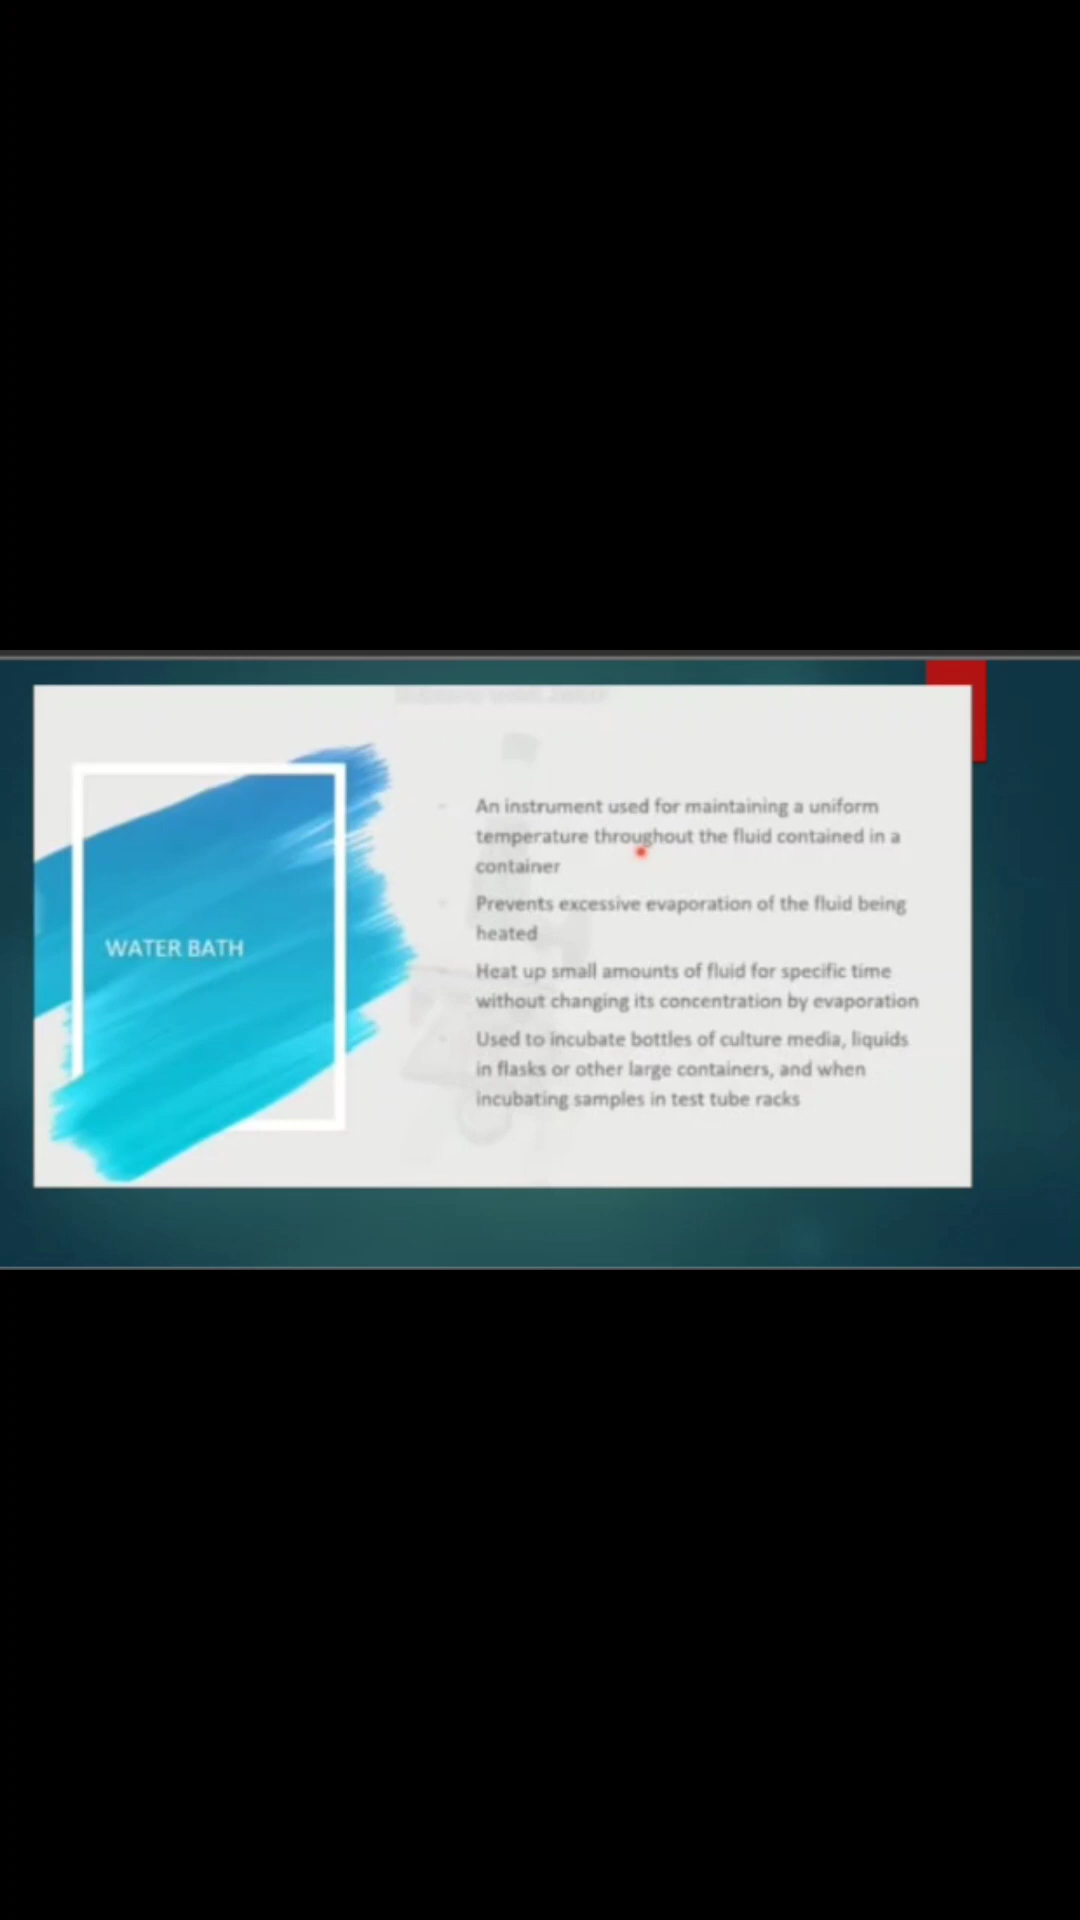 WATER BATH
An instrument used for maintaining a uniform
temperature throughout the fluid contained in a
container
Prevents excessive evaporation of the fluid being
heated
Heat up small amounts of fluid for specific time
without changing its concentration by evaporation
Used to incubate bottles of culture media, liquids
in flasks or other large containers, and when
incubating samples in test tube racks